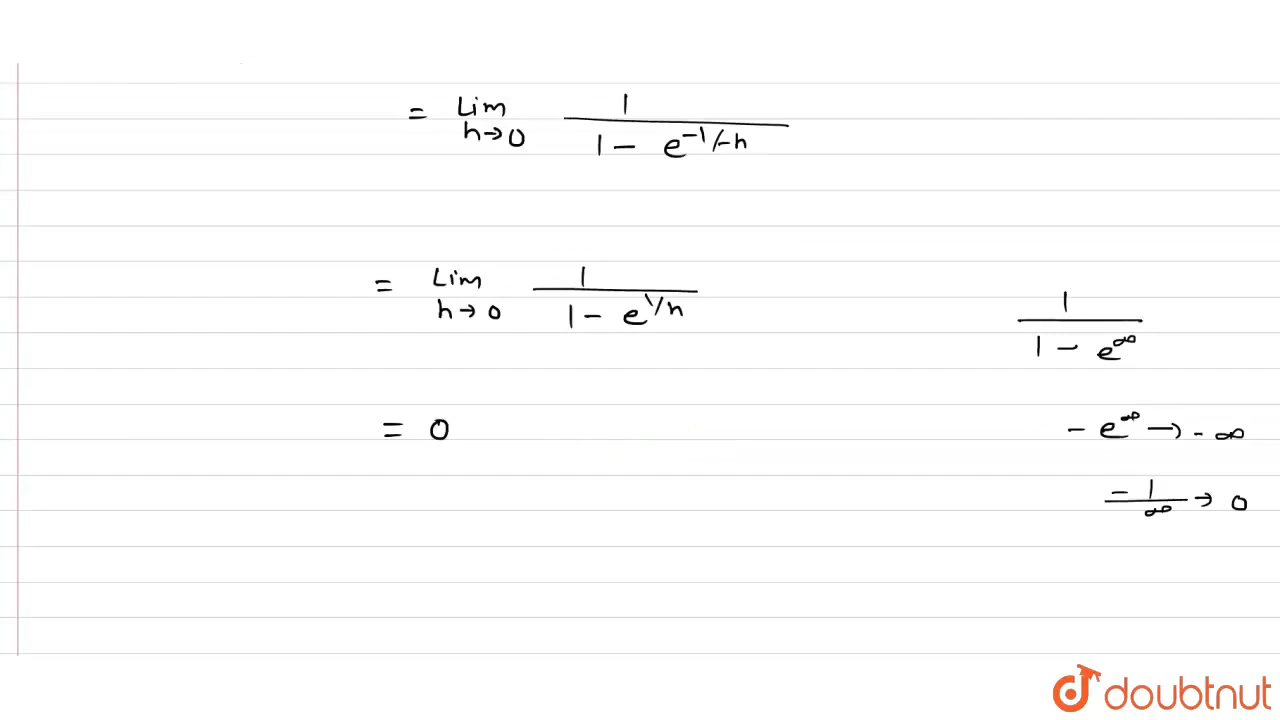 = Lim h→0 1 / (1 - e^(-1/-h))
= Lim h→0 1 / (1 - e^(1/h))
1 / (1 - e^∞)
= 0
- e^∞ → - ∞
-1 / ∞ → 0
doubtnut